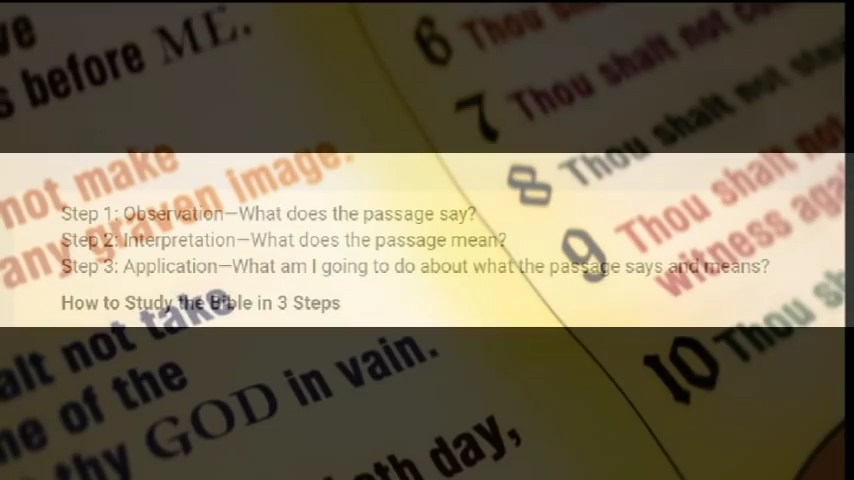 ve
s before ME.
not make
any graven image.
alt not take
me of the
thy GOD in vain.
th day,
6 Thou
7 Thou shalt not
8 Thou shalt not
9 Thou shalt not
witness
10 Thou sh
Step 1: Observation—What does the passage say?
Step 2: Interpretation—What does the passage mean?
Step 3: Application—What am I going to do about what the passage says and means?
How to Study the Bible in 3 Steps